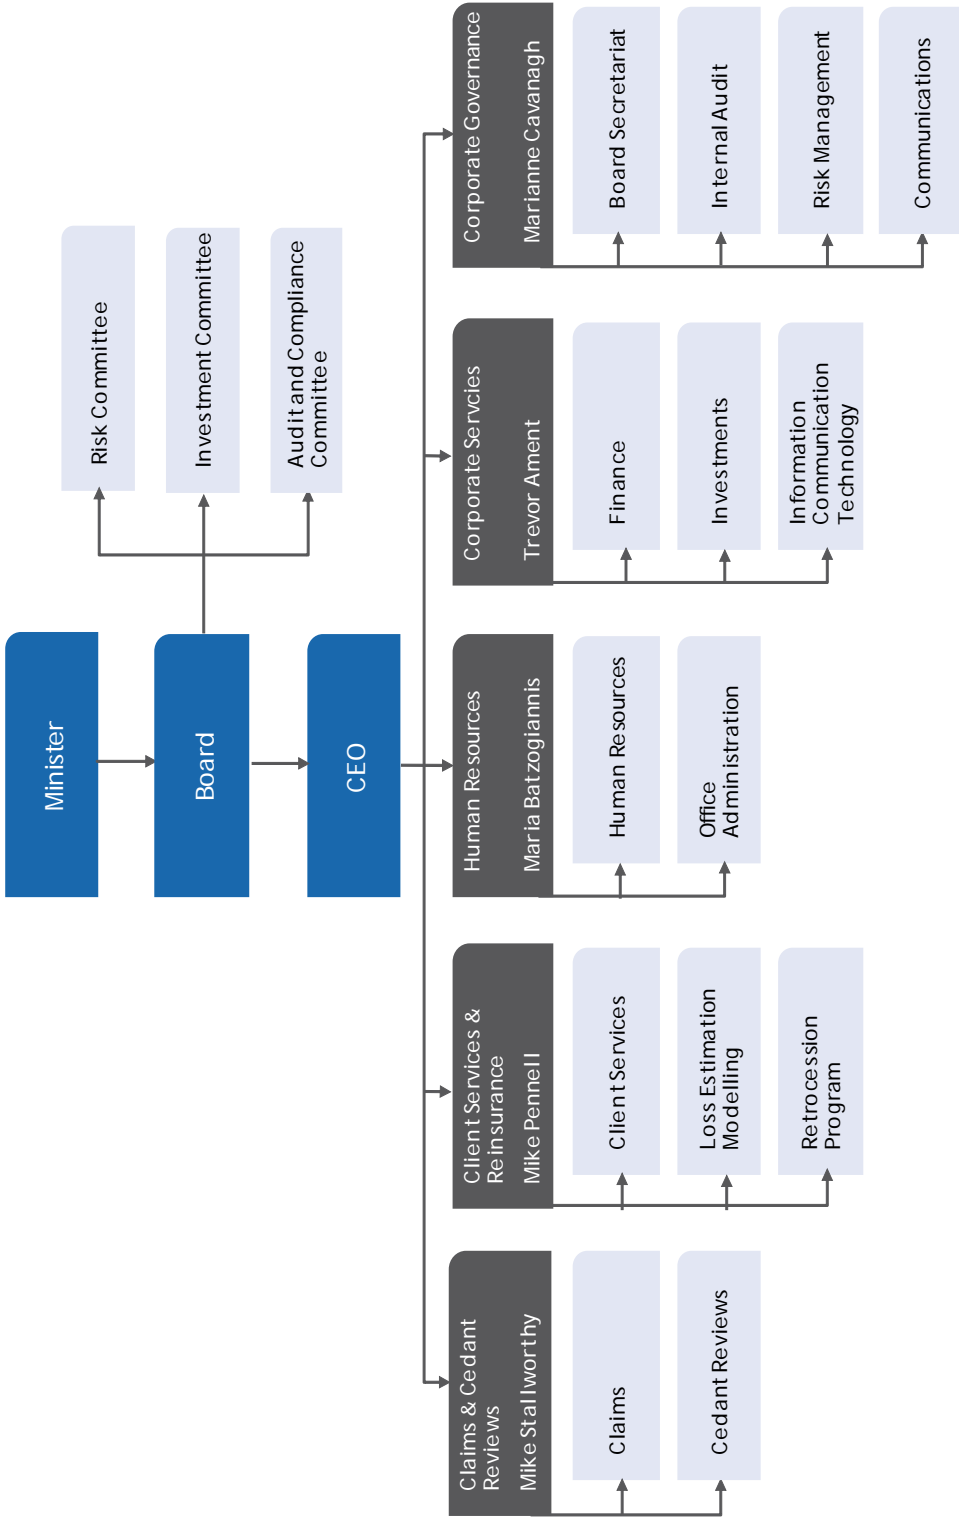 Minister
Board
Risk Committee
Investment Committee
Audit and Compliance
Committee
CEO
Claims & Cedant
Reviews
Mike Stallworthy
Claims
Cedant Reviews
Client Services &
Reinsurance
Mike Pennell
Client Services
Loss Estimation
Modelling
Retrocession
Program
Human Resources
Maria Batzogiannis
Human Resources
Office
Administration
Corporate Servcies
Trevor Ament
Finance
Investments
Information
Communication
Technology
Corporate Governance
Marianne Cavanagh
Board Secretariat
Internal Audit
Risk Management
Communications